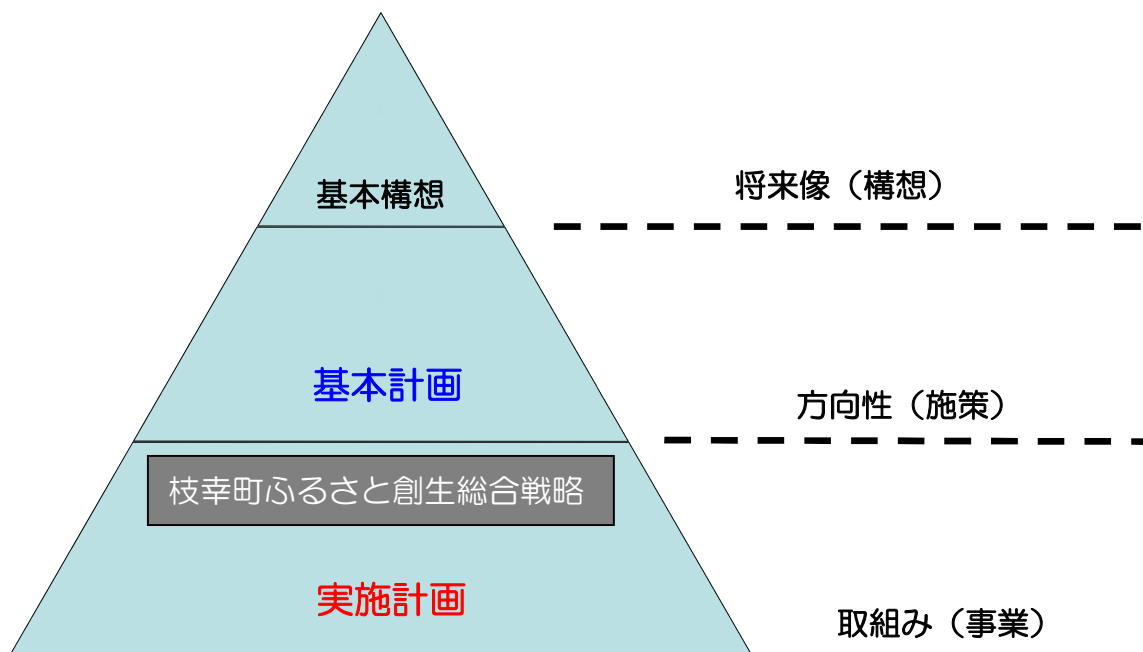 基本構想
将来像（構想）
基本計画
方向性（施策）
枝幸町ふるさと創生総合戦略
実施計画
取組み（事業）